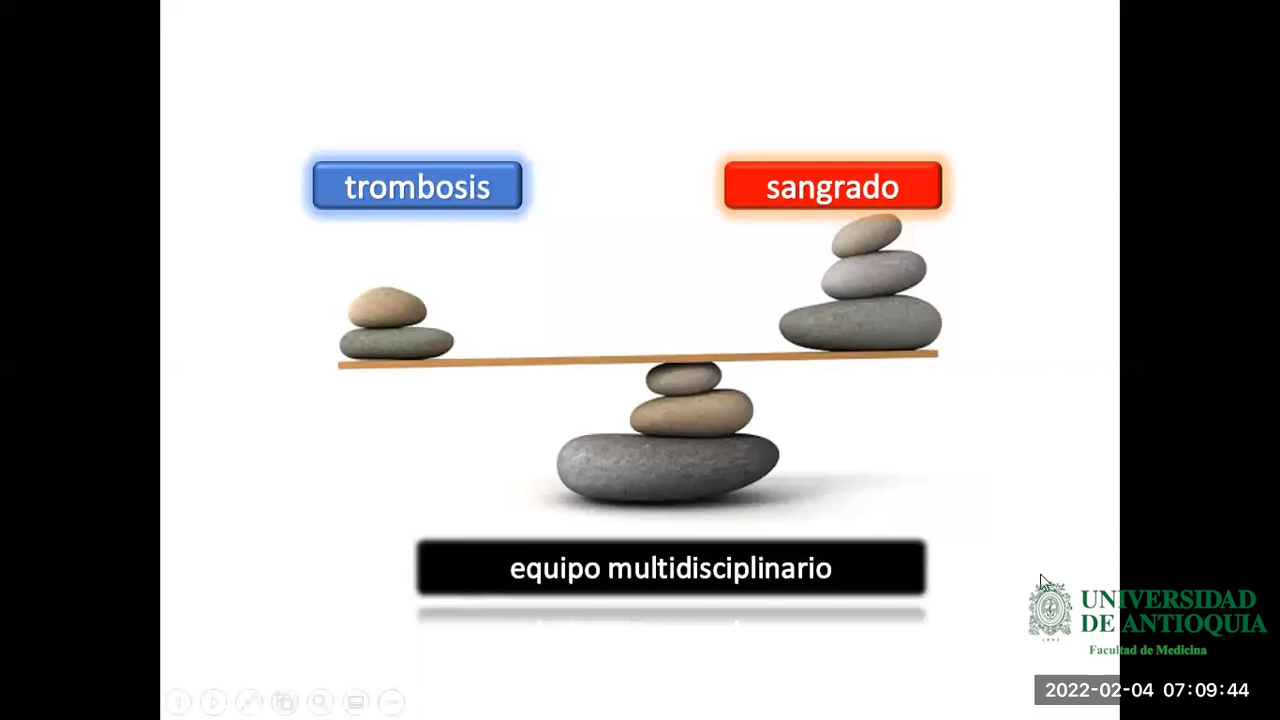 trombosis
sangrado
equipo multidisciplinario
UNIVERSIDAD
DE ANTIOQUIA
Facultad de Medicina
2022-02-04 07:09:44